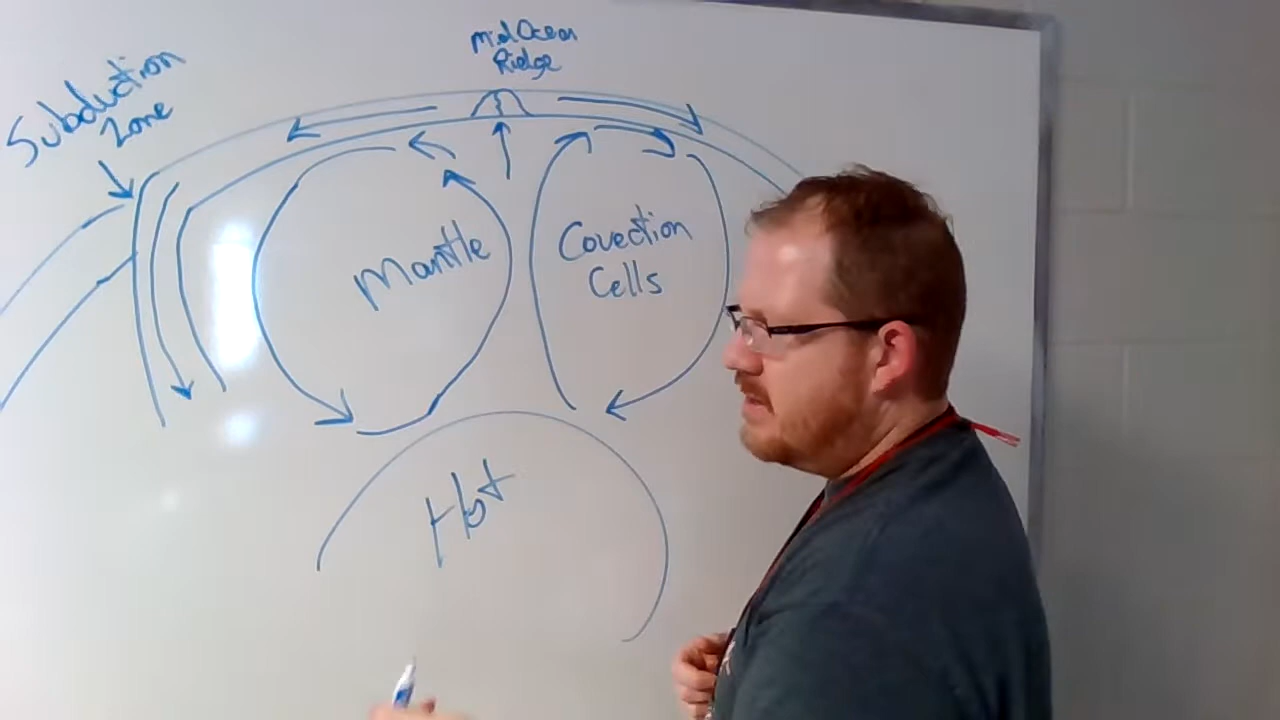 Mid Ocean
Ridge
Subduction
Zone
Mantle
Covection
Cells
Hot